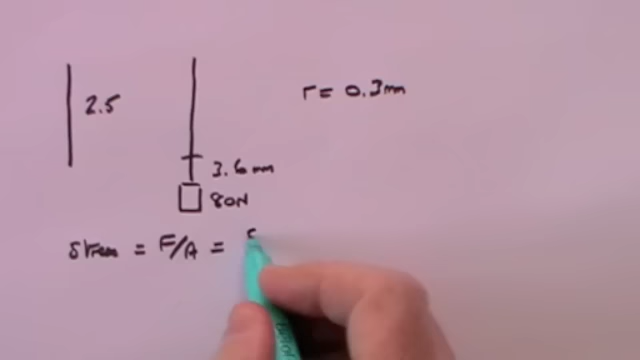 2.5
r = 0.3mm
3.6mm
80N
stress = F/A =